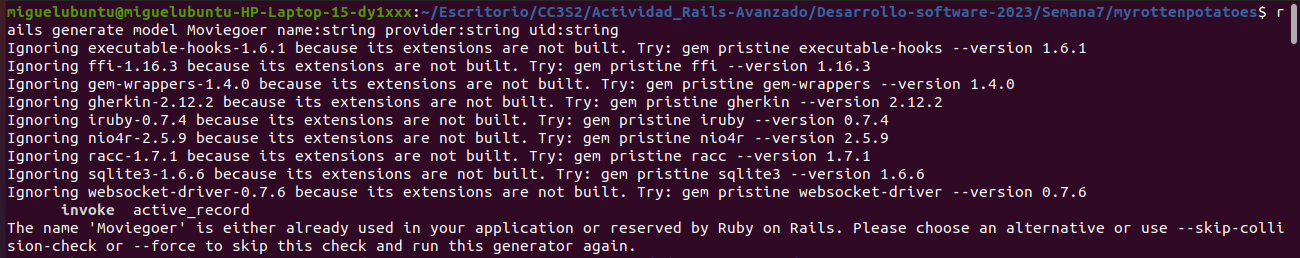 miguelubuntu@miguelubuntu-HP-Laptop-15-dy1xxx:~/Escritorio/CC3S2/Actividad_Rails-Avanzado/Desarrollo-software-2023/Semana7/myrottenpotatoes$ r
ails generate model Moviegoer name:string provider:string uid:string
Ignoring executable-hooks-1.6.1 because its extensions are not built. Try: gem pristine executable-hooks --version 1.6.1
Ignoring ffi-1.16.3 because its extensions are not built. Try: gem pristine ffi --version 1.16.3
Ignoring gem-wrappers-1.4.0 because its extensions are not built. Try: gem pristine gem-wrappers --version 1.4.0
Ignoring gherkin-2.12.2 because its extensions are not built. Try: gem pristine gherkin --version 2.12.2
Ignoring iruby-0.7.4 because its extensions are not built. Try: gem pristine iruby --version 0.7.4
Ignoring nio4r-2.5.9 because its extensions are not built. Try: gem pristine nio4r --version 2.5.9
Ignoring racc-1.7.1 because its extensions are not built. Try: gem pristine racc --version 1.7.1
Ignoring sqlite3-1.6.6 because its extensions are not built. Try: gem pristine sqlite3 --version 1.6.6
Ignoring websocket-driver-0.7.6 because its extensions are not built. Try: gem pristine websocket-driver --version 0.7.6
      invoke  active_record
The name 'Moviegoer' is either already used in your application or reserved by Ruby on Rails. Please choose an alternative or use --skip-colli
sion-check or --force to skip this check and run this generator again.